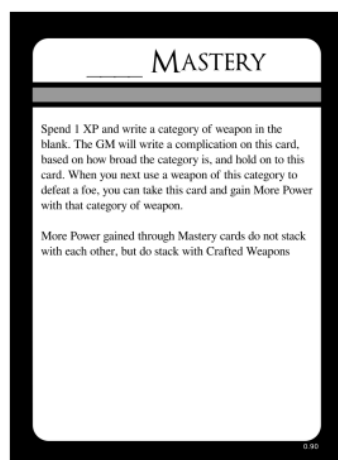 ____ MASTERY
Spend 1 XP and write a category of weapon in the
blank. The GM will write a complication on this card,
based on how broad the category is, and hold on to this
card. When you next use a weapon of this category to
defeat a foe, you can take this card and gain More Power
with that category of weapon.
More Power gained through Mastery cards do not stack
with each other, but do stack with Crafted Weapons
0.90